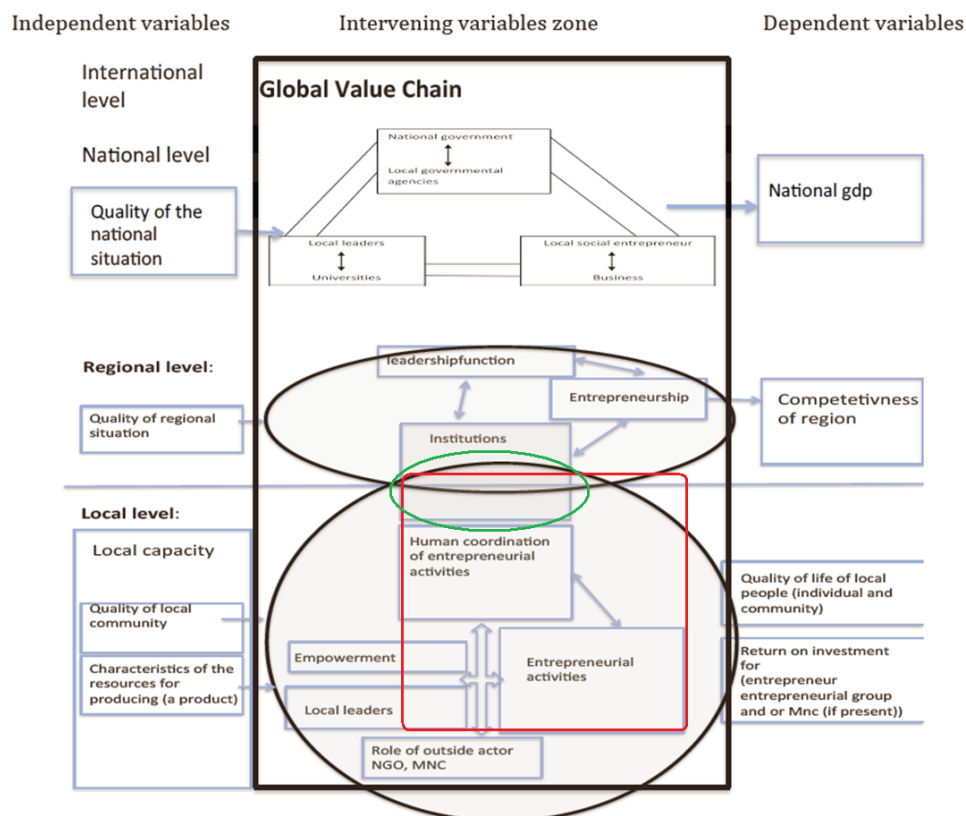 Independent variables
Intervening variables zone
Dependent variables
International
level
Global Value Chain
National level
National government
Local governmental
agencies
Quality of the
national
situation
Local leaders
Universities
Local social entrepreneur
Business
National gdp
Regional level:
leadershipfunction
Entrepreneurship
Quality of regional
situation
Institutions
Competetivness
of region
Local level:
Local capacity
Human coordination
of entrepreneurial
activities
Quality of local
community
Characteristics of the
resources for
producing (a product)
Empowerment
Local leaders
Entrepreneurial
activities
Role of outside actor
NGO, MNC
Quality of life of local
people (individual and
community)
Return on investment
for
(entrepreneur
entrepreneurial group
and or Mnc (if present))